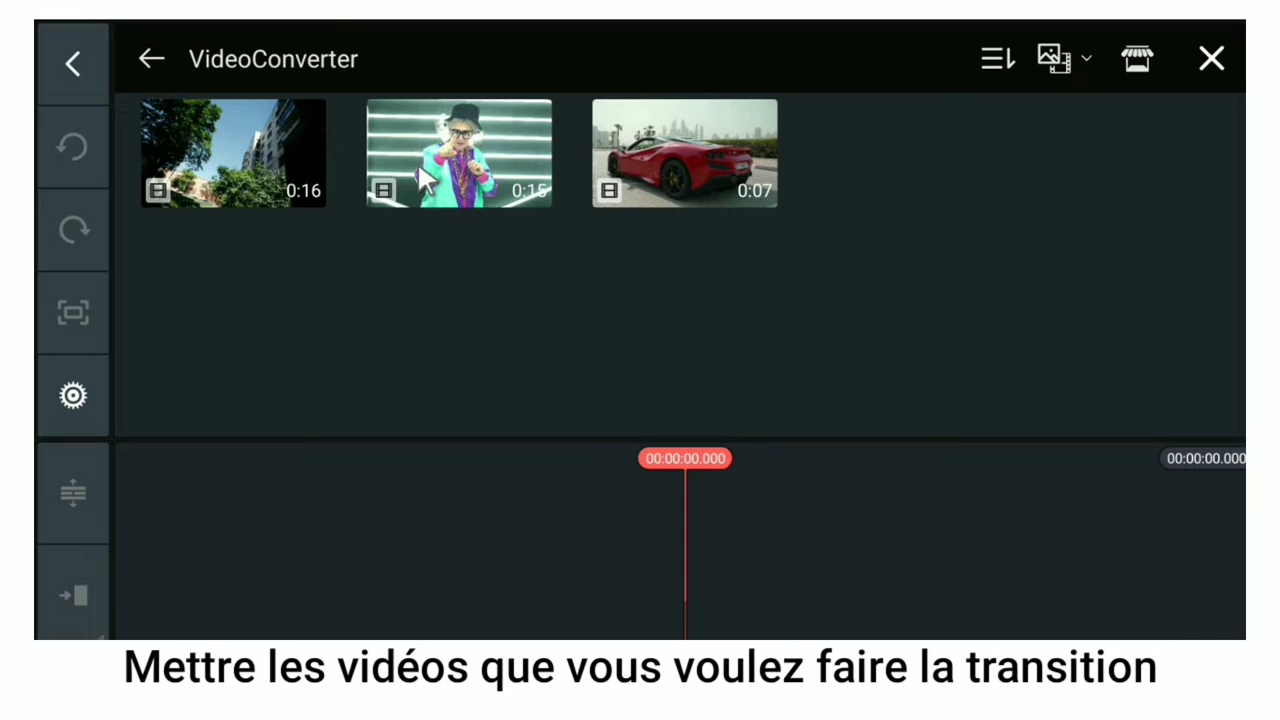 VideoConverter
0:16
0:15
0:07
00:00:00.000
00:00:00.000
Mettre les vidéos que vous voulez faire la transition